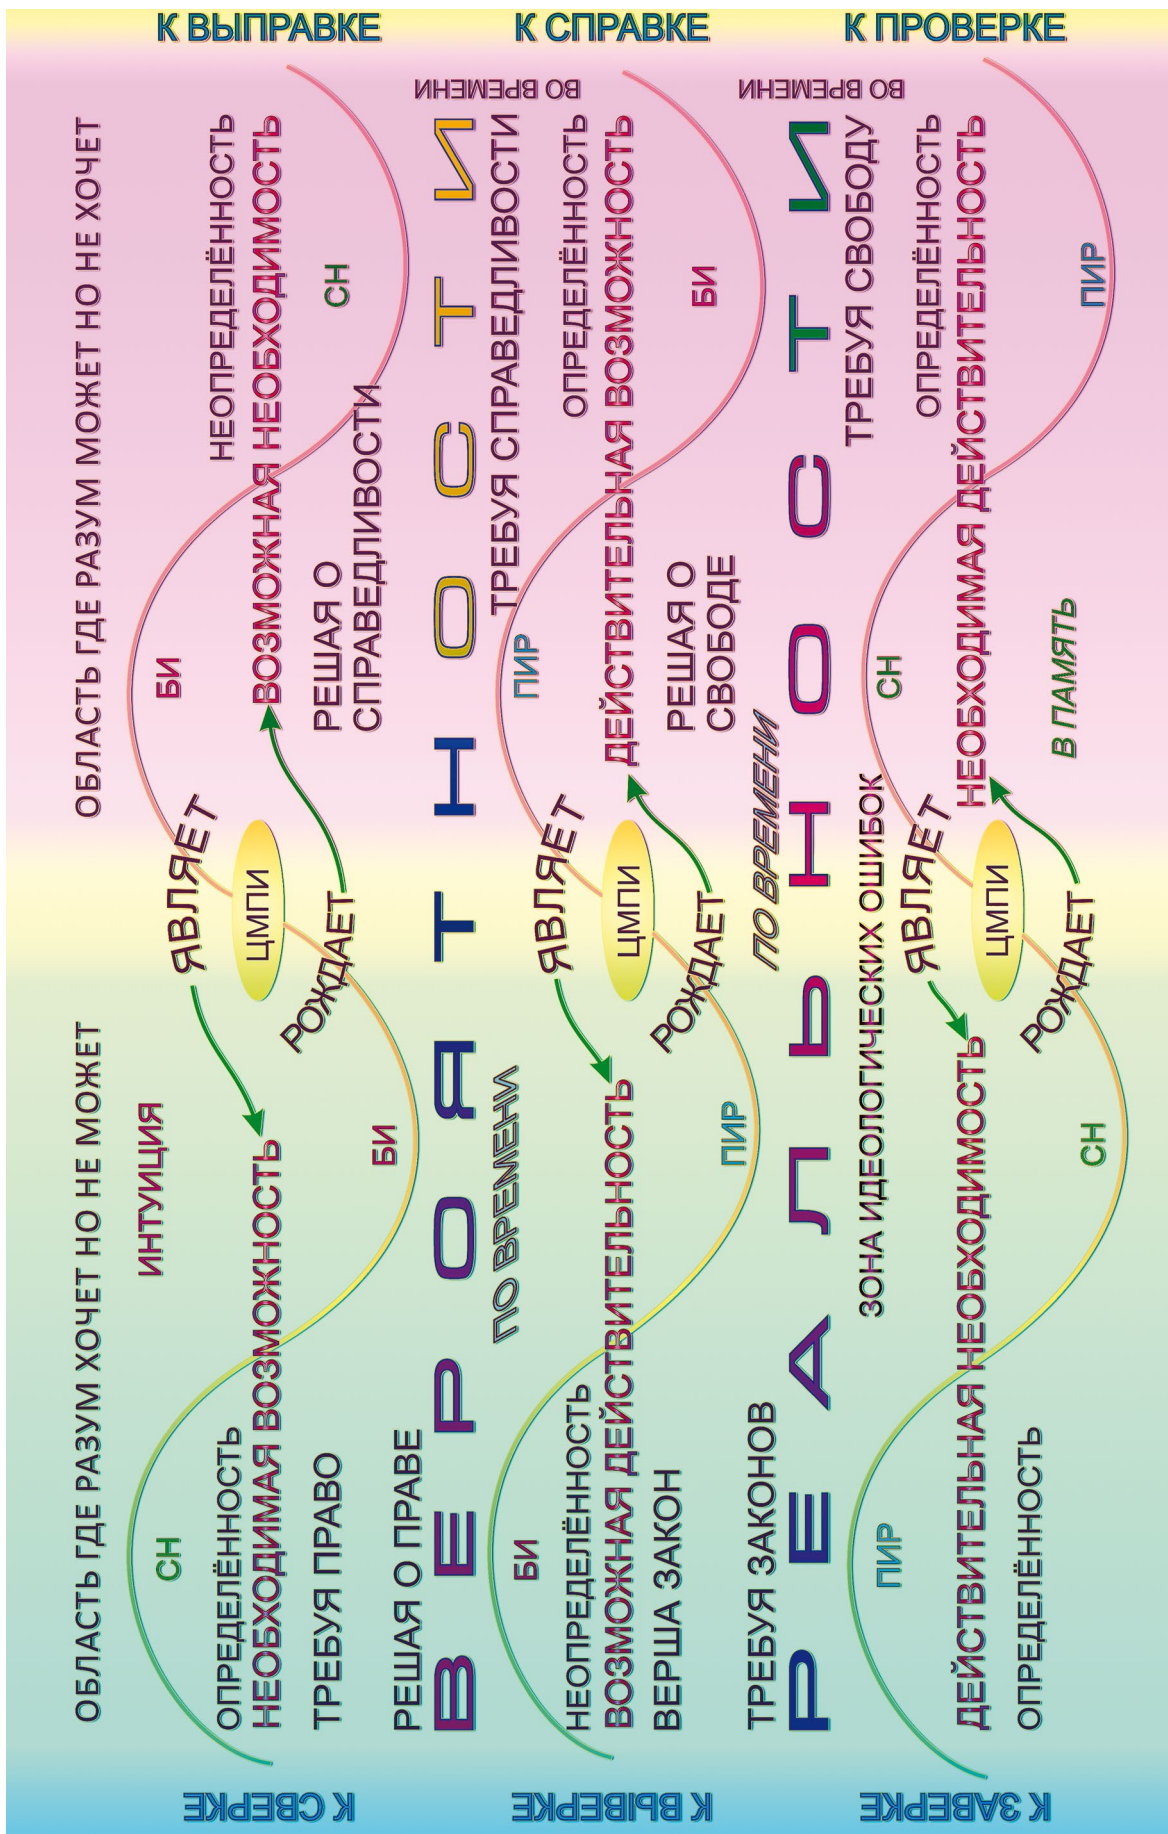 К ВЫПРАВКЕ
К СПРАВКЕ
К ПРОВЕРКЕ
ОБЛАСТЬ ГДЕ РАЗУМ ХОЧЕТ НО НЕ МОЖЕТ
ОБЛАСТЬ ГДЕ РАЗУМ МОЖЕТ НО НЕ ХОЧЕТ
ИНТУИЦИЯ
СН
БИ
ЯВЛЯЕТ
ОПРЕДЕЛЁННОСТЬ
НЕОПРЕДЕЛЁННОСТЬ
НЕОБХОДИМАЯ ВОЗМОЖНОСТЬ
ЦМПИ
ВОЗМОЖНАЯ НЕОБХОДИМОСТЬ
ТРЕБУЯ ПРАВО
РОЖДАЕТ
РЕШАЯ О
СПРАВЕДЛИВОСТИ
СН
БИ
РЕШАЯ О ПРАВЕ
ВО ВРЕМЕНИ
ВЕРОЯТНОСТИ
ПО ВРЕМЕНИ
ТРЕБУЯ СПРАВЕДЛИВОСТИ
БИ
ПИР
ЯВЛЯЕТ
НЕОПРЕДЕЛЁННОСТЬ
ОПРЕДЕЛЁННОСТЬ
ВОЗМОЖНАЯ ДЕЙСТВИТЕЛЬНОСТЬ
ЦМПИ
ДЕЙСТВИТЕЛЬНАЯ ВОЗМОЖНОСТЬ
ВЕРША ЗАКОН
РОЖДАЕТ
РЕШАЯ О
СВОБОДЕ
БИ
ПИР
ТРЕБУЯ ЗАКОНОВ
ПО ВРЕМЕНИ
ВО ВРЕМЕНИ
РЕАЛЬНОСТИ
ЗОНА ИДЕОЛОГИЧЕСКИХ ОШИБОК
ТРЕБУЯ СВОБОДУ
ПИР
СН
ЯВЛЯЕТ
ОПРЕДЕЛЁННОСТЬ
ДЕЙСТВИТЕЛЬНАЯ НЕОБХОДИМОСТЬ
ЦМПИ
НЕОБХОДИМАЯ ДЕЙСТВИТЕЛЬНОСТЬ
ОПРЕДЕЛЁННОСТЬ
РОЖДАЕТ
В ПАМЯТЬ
СН
ПИР
К СВЕРКЕ
К ВЫВЕРКЕ
К ЗАВЕРКЕ